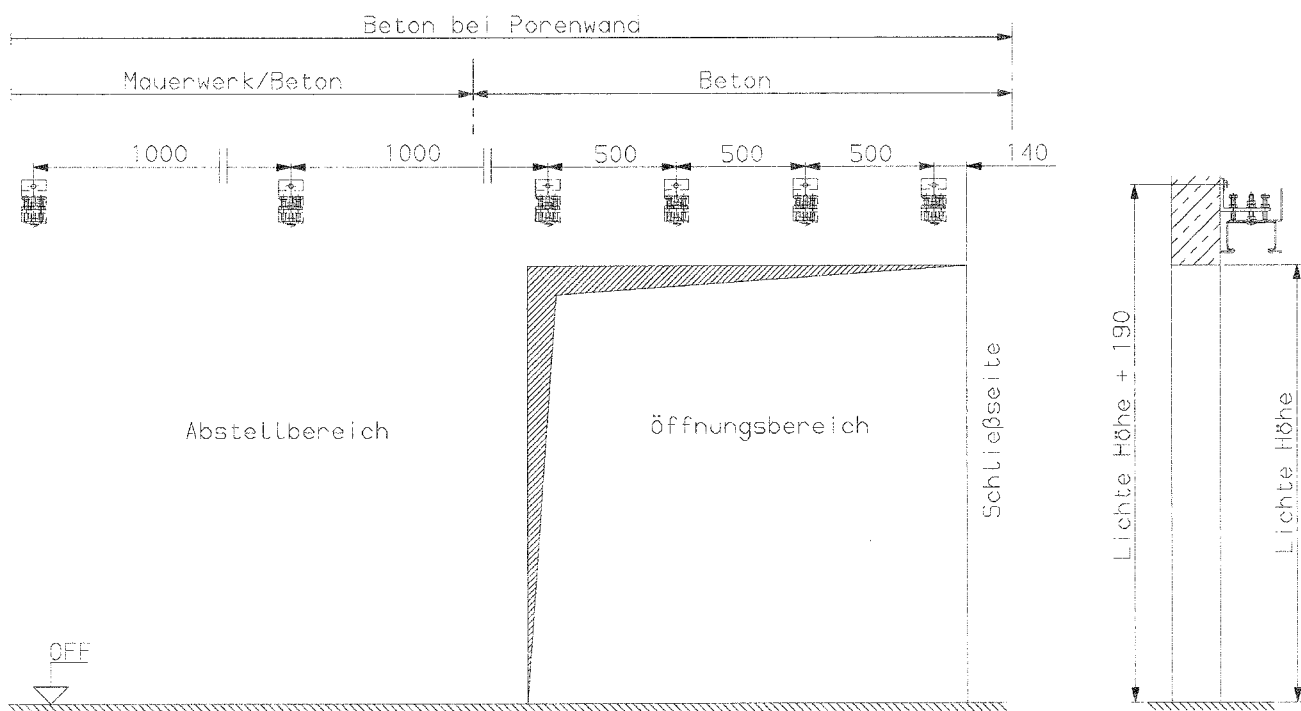 Beton bei Porenwand
Mauerwerk/Beton
Beton
1000
1000
500
500
500
140
Abstellbereich
Öffnungsbereich
Schließseite
Lichte Höhe + 190
Lichte Höhe
OFF